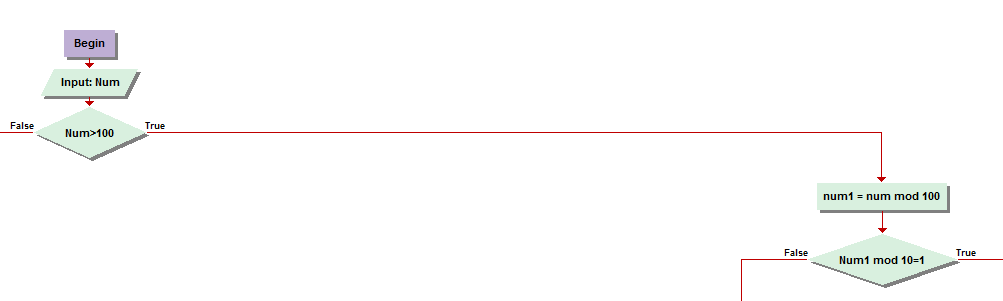 Begin
Input: Num
False
Num>100
True
num1 = num mod 100
False
Num1 mod 10=1
True